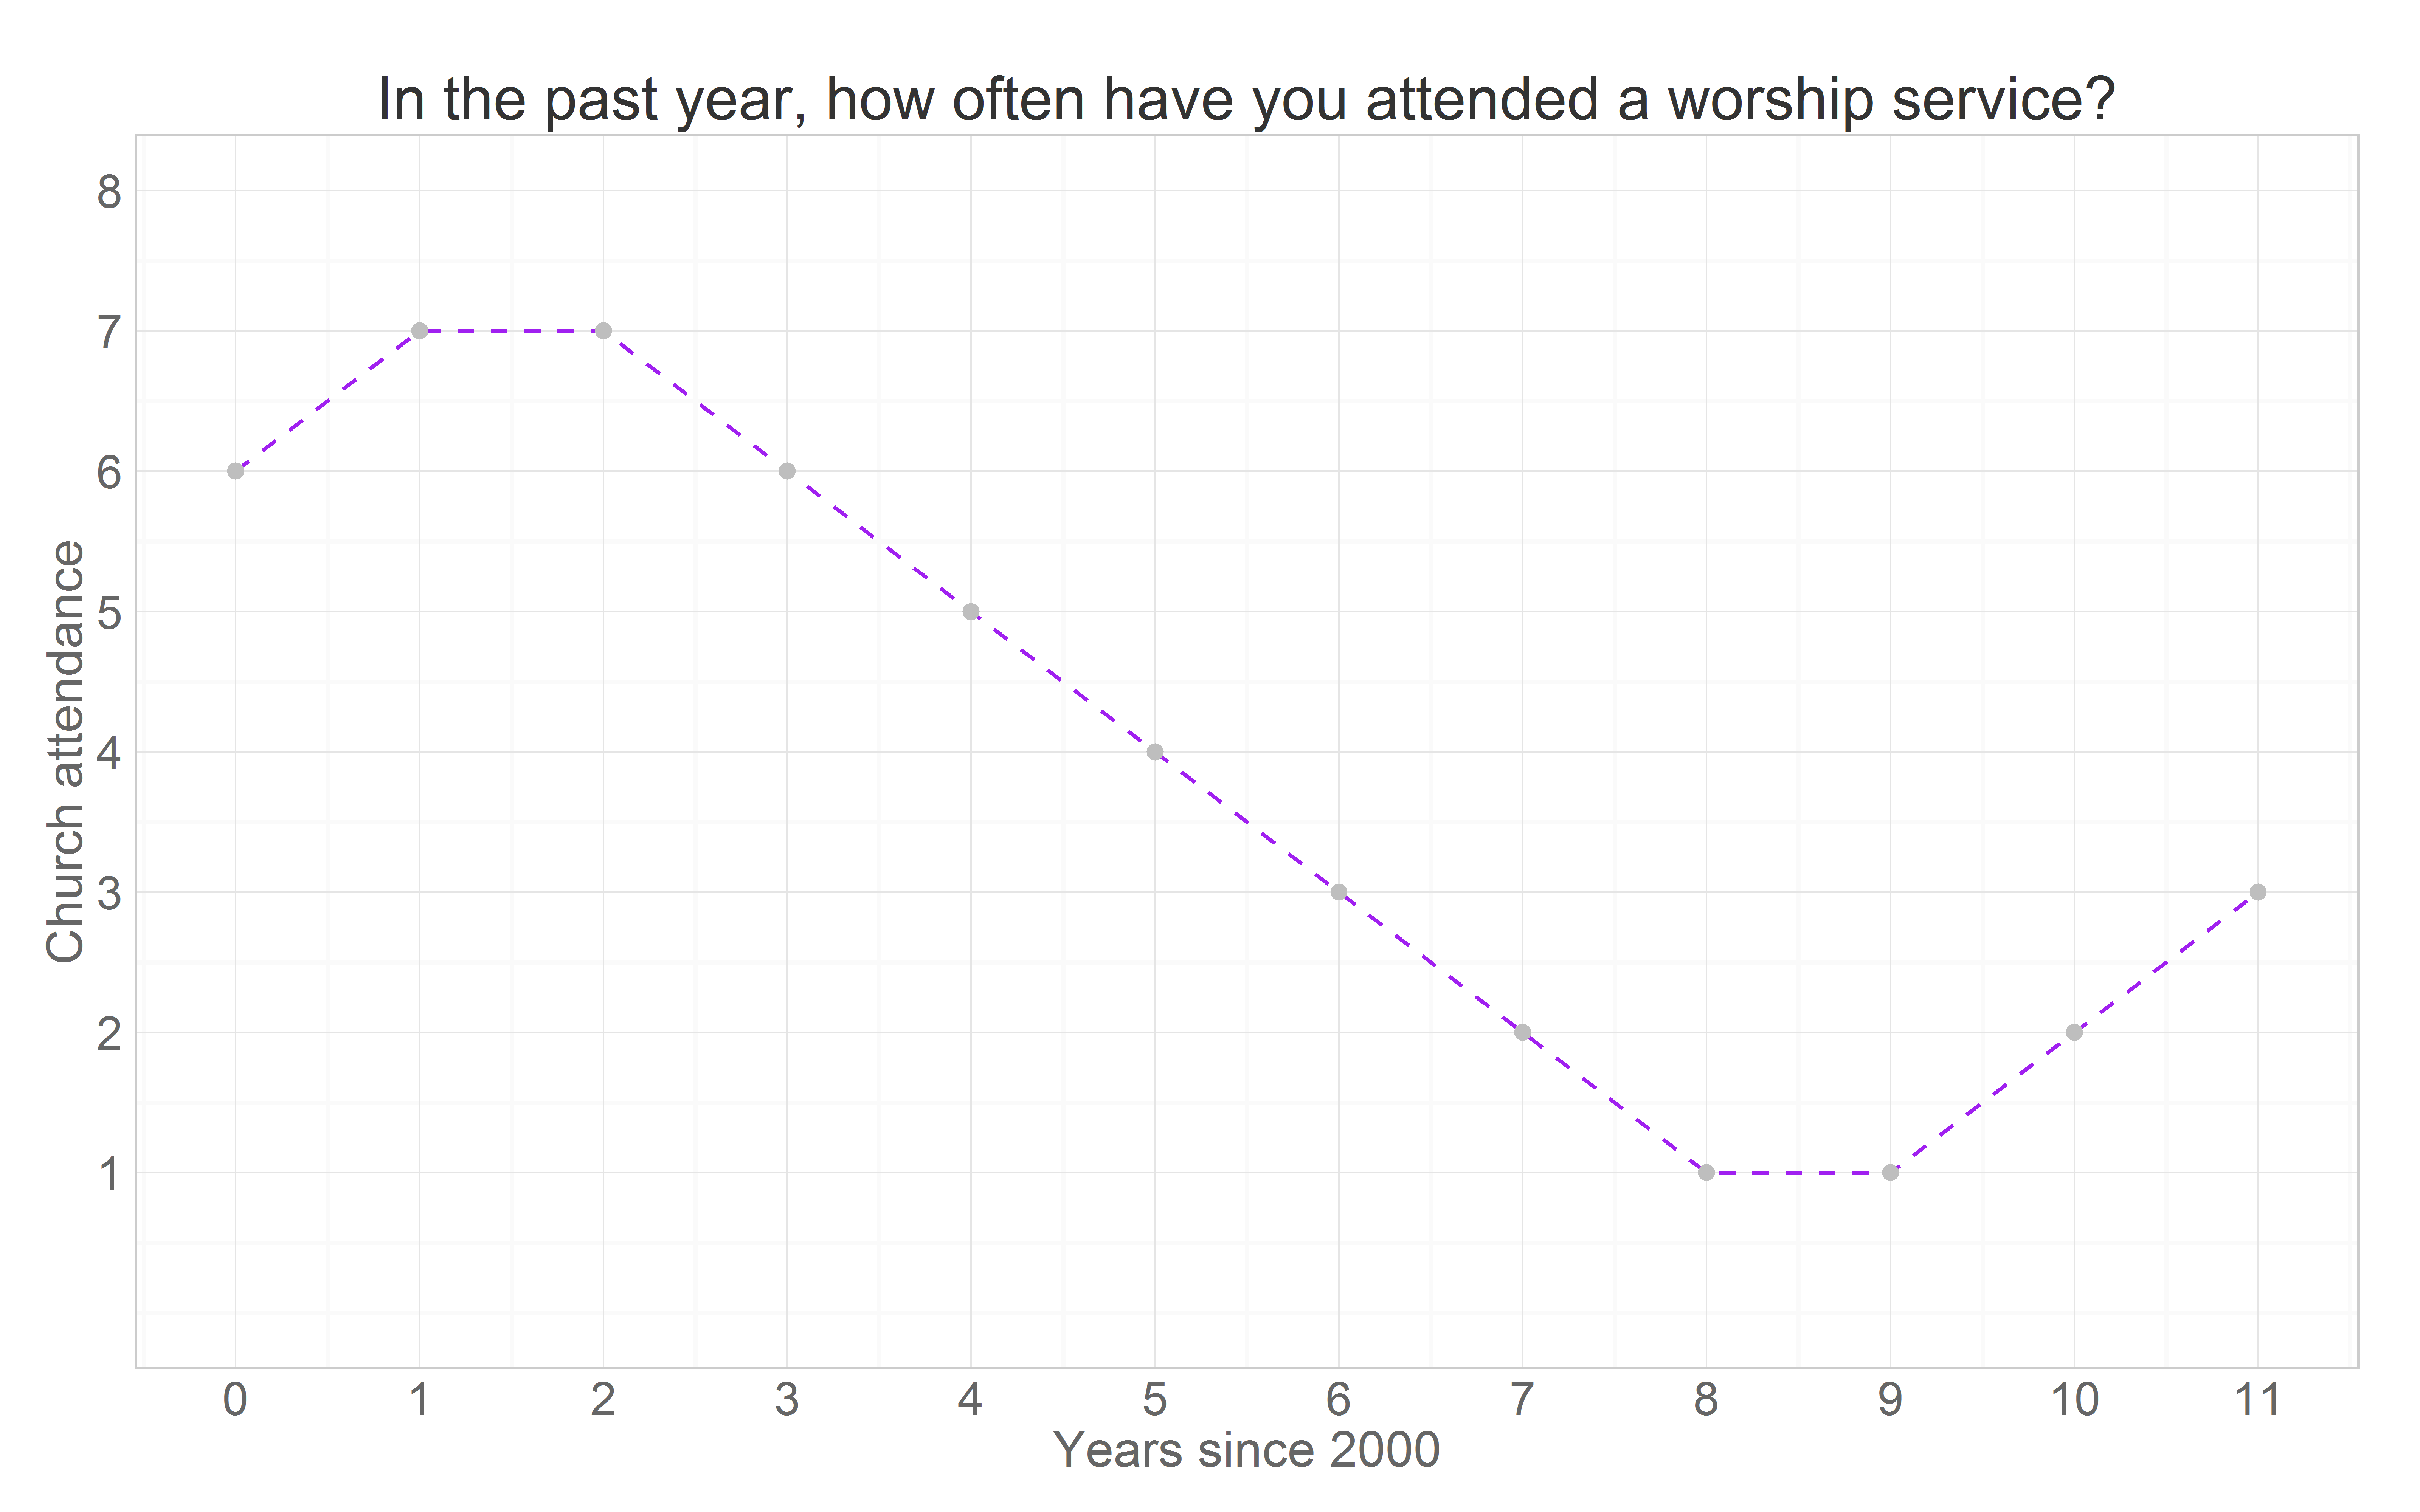 In the past year, how often have you attended a worship service?
8
7
6
5
4
3
2
1
Church attendance
0 1 2 3 4 5 6 7 8 9 10 11
Years since 2000